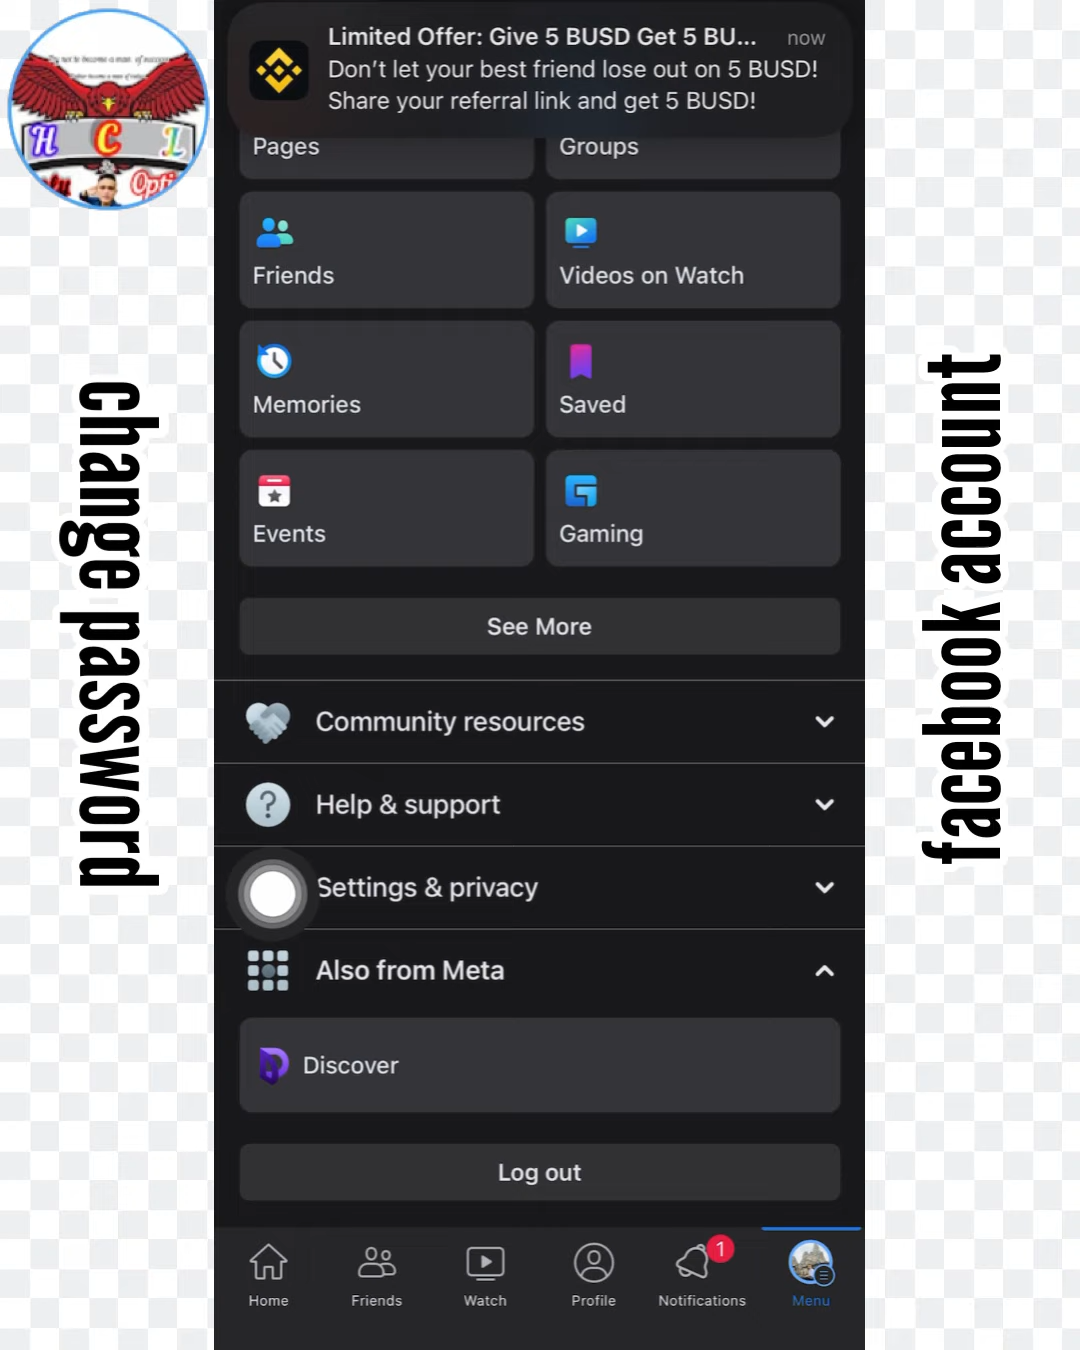 Limited Offer: Give 5 BUSD Get 5 BU...
now
Don't let your best friend lose out on 5 BUSD!
Share your referral link and get 5 BUSD!
H C L
Opti
change password
Pages
Groups
Friends
Videos on Watch
Memories
Saved
Events
Gaming
See More
Community resources
Help & support
Settings & privacy
Also from Meta
Discover
Log out
Home
Friends
Watch
Profile
Notifications
1
Menu
facebook account